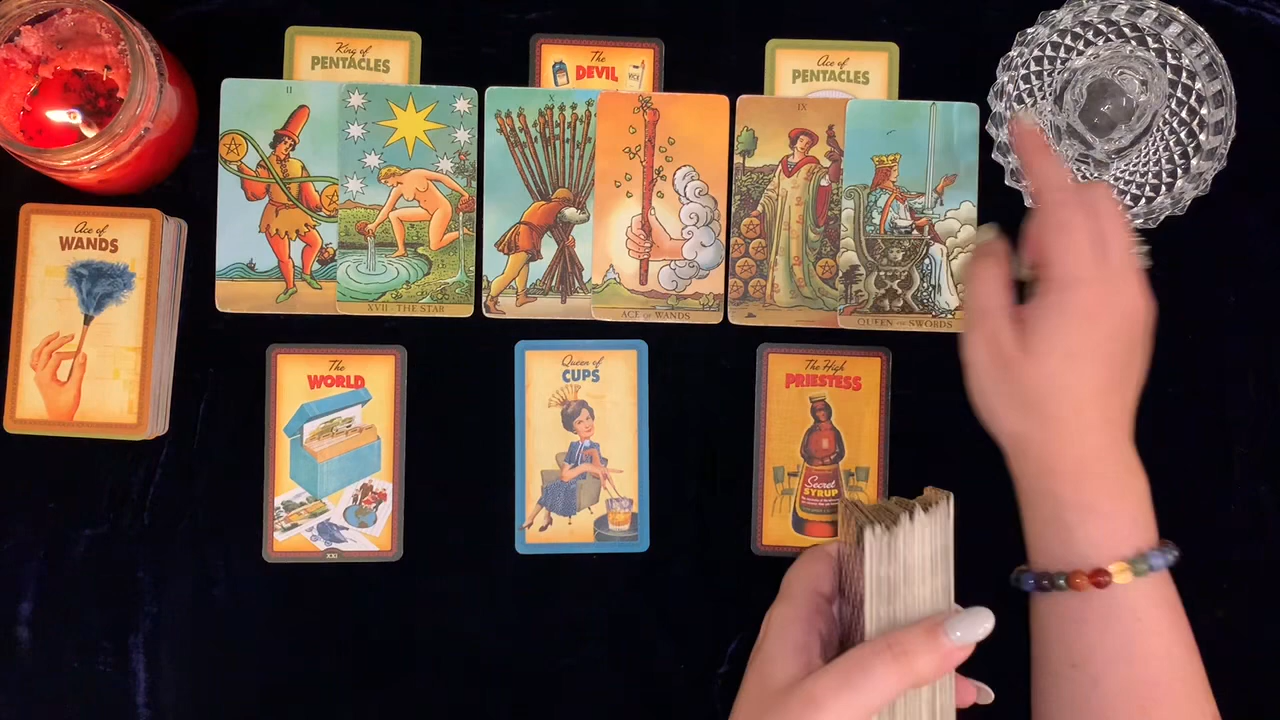 King of
PENTACLES
The
DEVIL
Ace of
PENTACLES
II
X
IX
XVII - THE STAR
ACE OF WANDS
QUEEN OF SWORDS
Ace of
WANDS
The
WORLD
XXI
Queen of
CUPS
The High
PRIESTESS
Secret
SYRUP